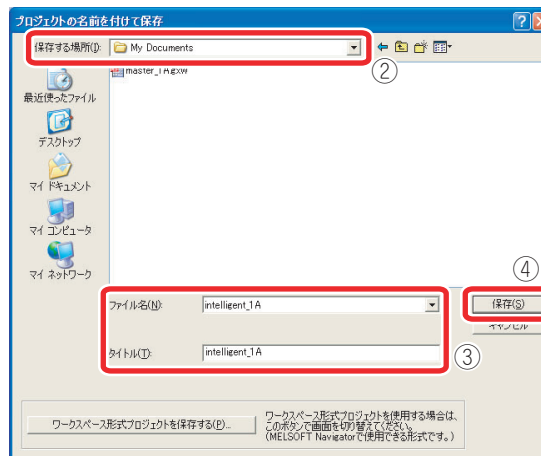 プロジェクトの名前を付けて保存
保存する場所(I): My Documents
②
master_1A.gxw
最近使ったファイル
デスクトップ
マイ ドキュメント
マイ コンピュータ
マイ ネットワーク
④
ファイル名(N): intelligent_1A 保存(S)
キャンセル
タイトル(T): intelligent_1A
③
ワークスペース形式プロジェクトを保存する(P)...
ワークスペース形式プロジェクトを使用する場合は、
このボタンで画面を切り替えてください。
(MELSOFT Navigatorで使用できる形式です。)